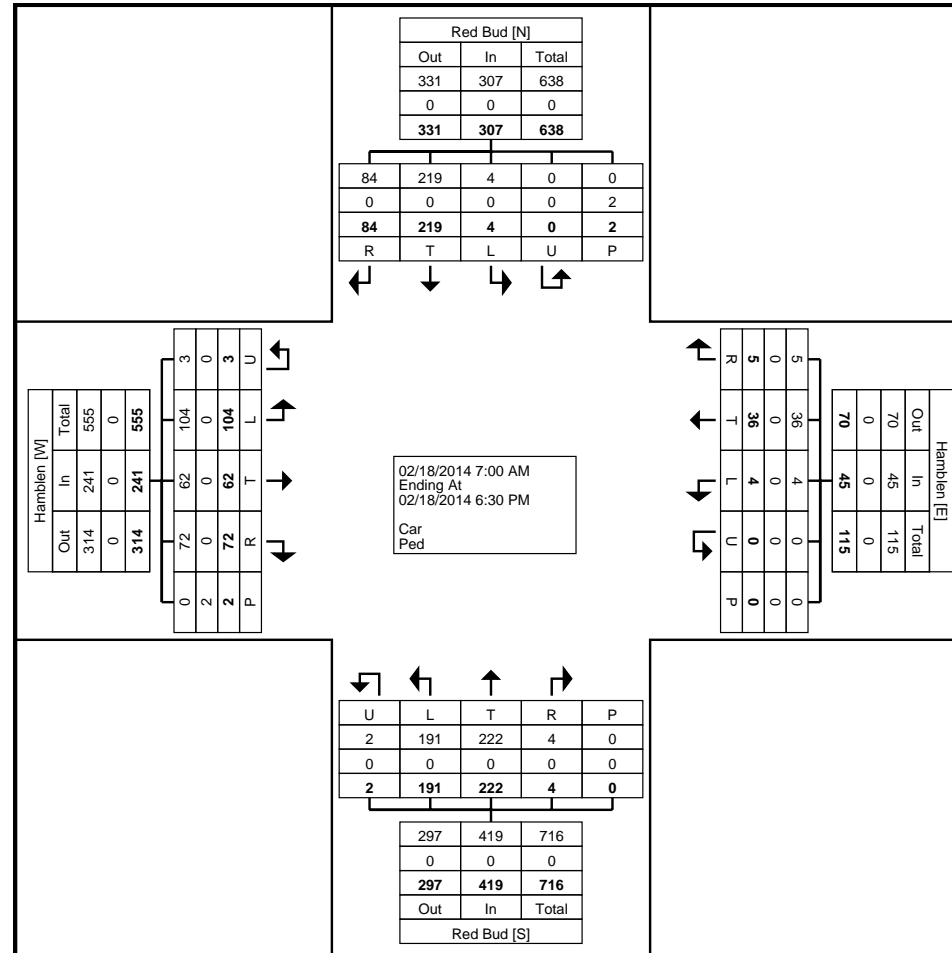 Red Bud [N]
Out In Total
331 307 638
0 0 0
331 307 638
84 219 4 0 0
0 0 0 0 2
84 219 4 0 2
R T L U P
Hamblen [W]
Total In Out
555 241 314
0 0 0
555 241 314
3 104 62 72 0
0 0 0 0 2
3 104 62 72 2
U L T R P
02/18/2014 7:00 AM
Ending At
02/18/2014 6:30 PM
Car
Ped
Hamblen [E]
Out In Total
70 45 115
0 0 0
70 45 115
5 36 4 0 0
0 0 0 0 0
5 36 4 0 0
R T L U P
U L T R P
2 191 222 4 0
0 0 0 0 0
2 191 222 4 0
297 419 716
0 0 0
297 419 716
Out In Total
Red Bud [S]